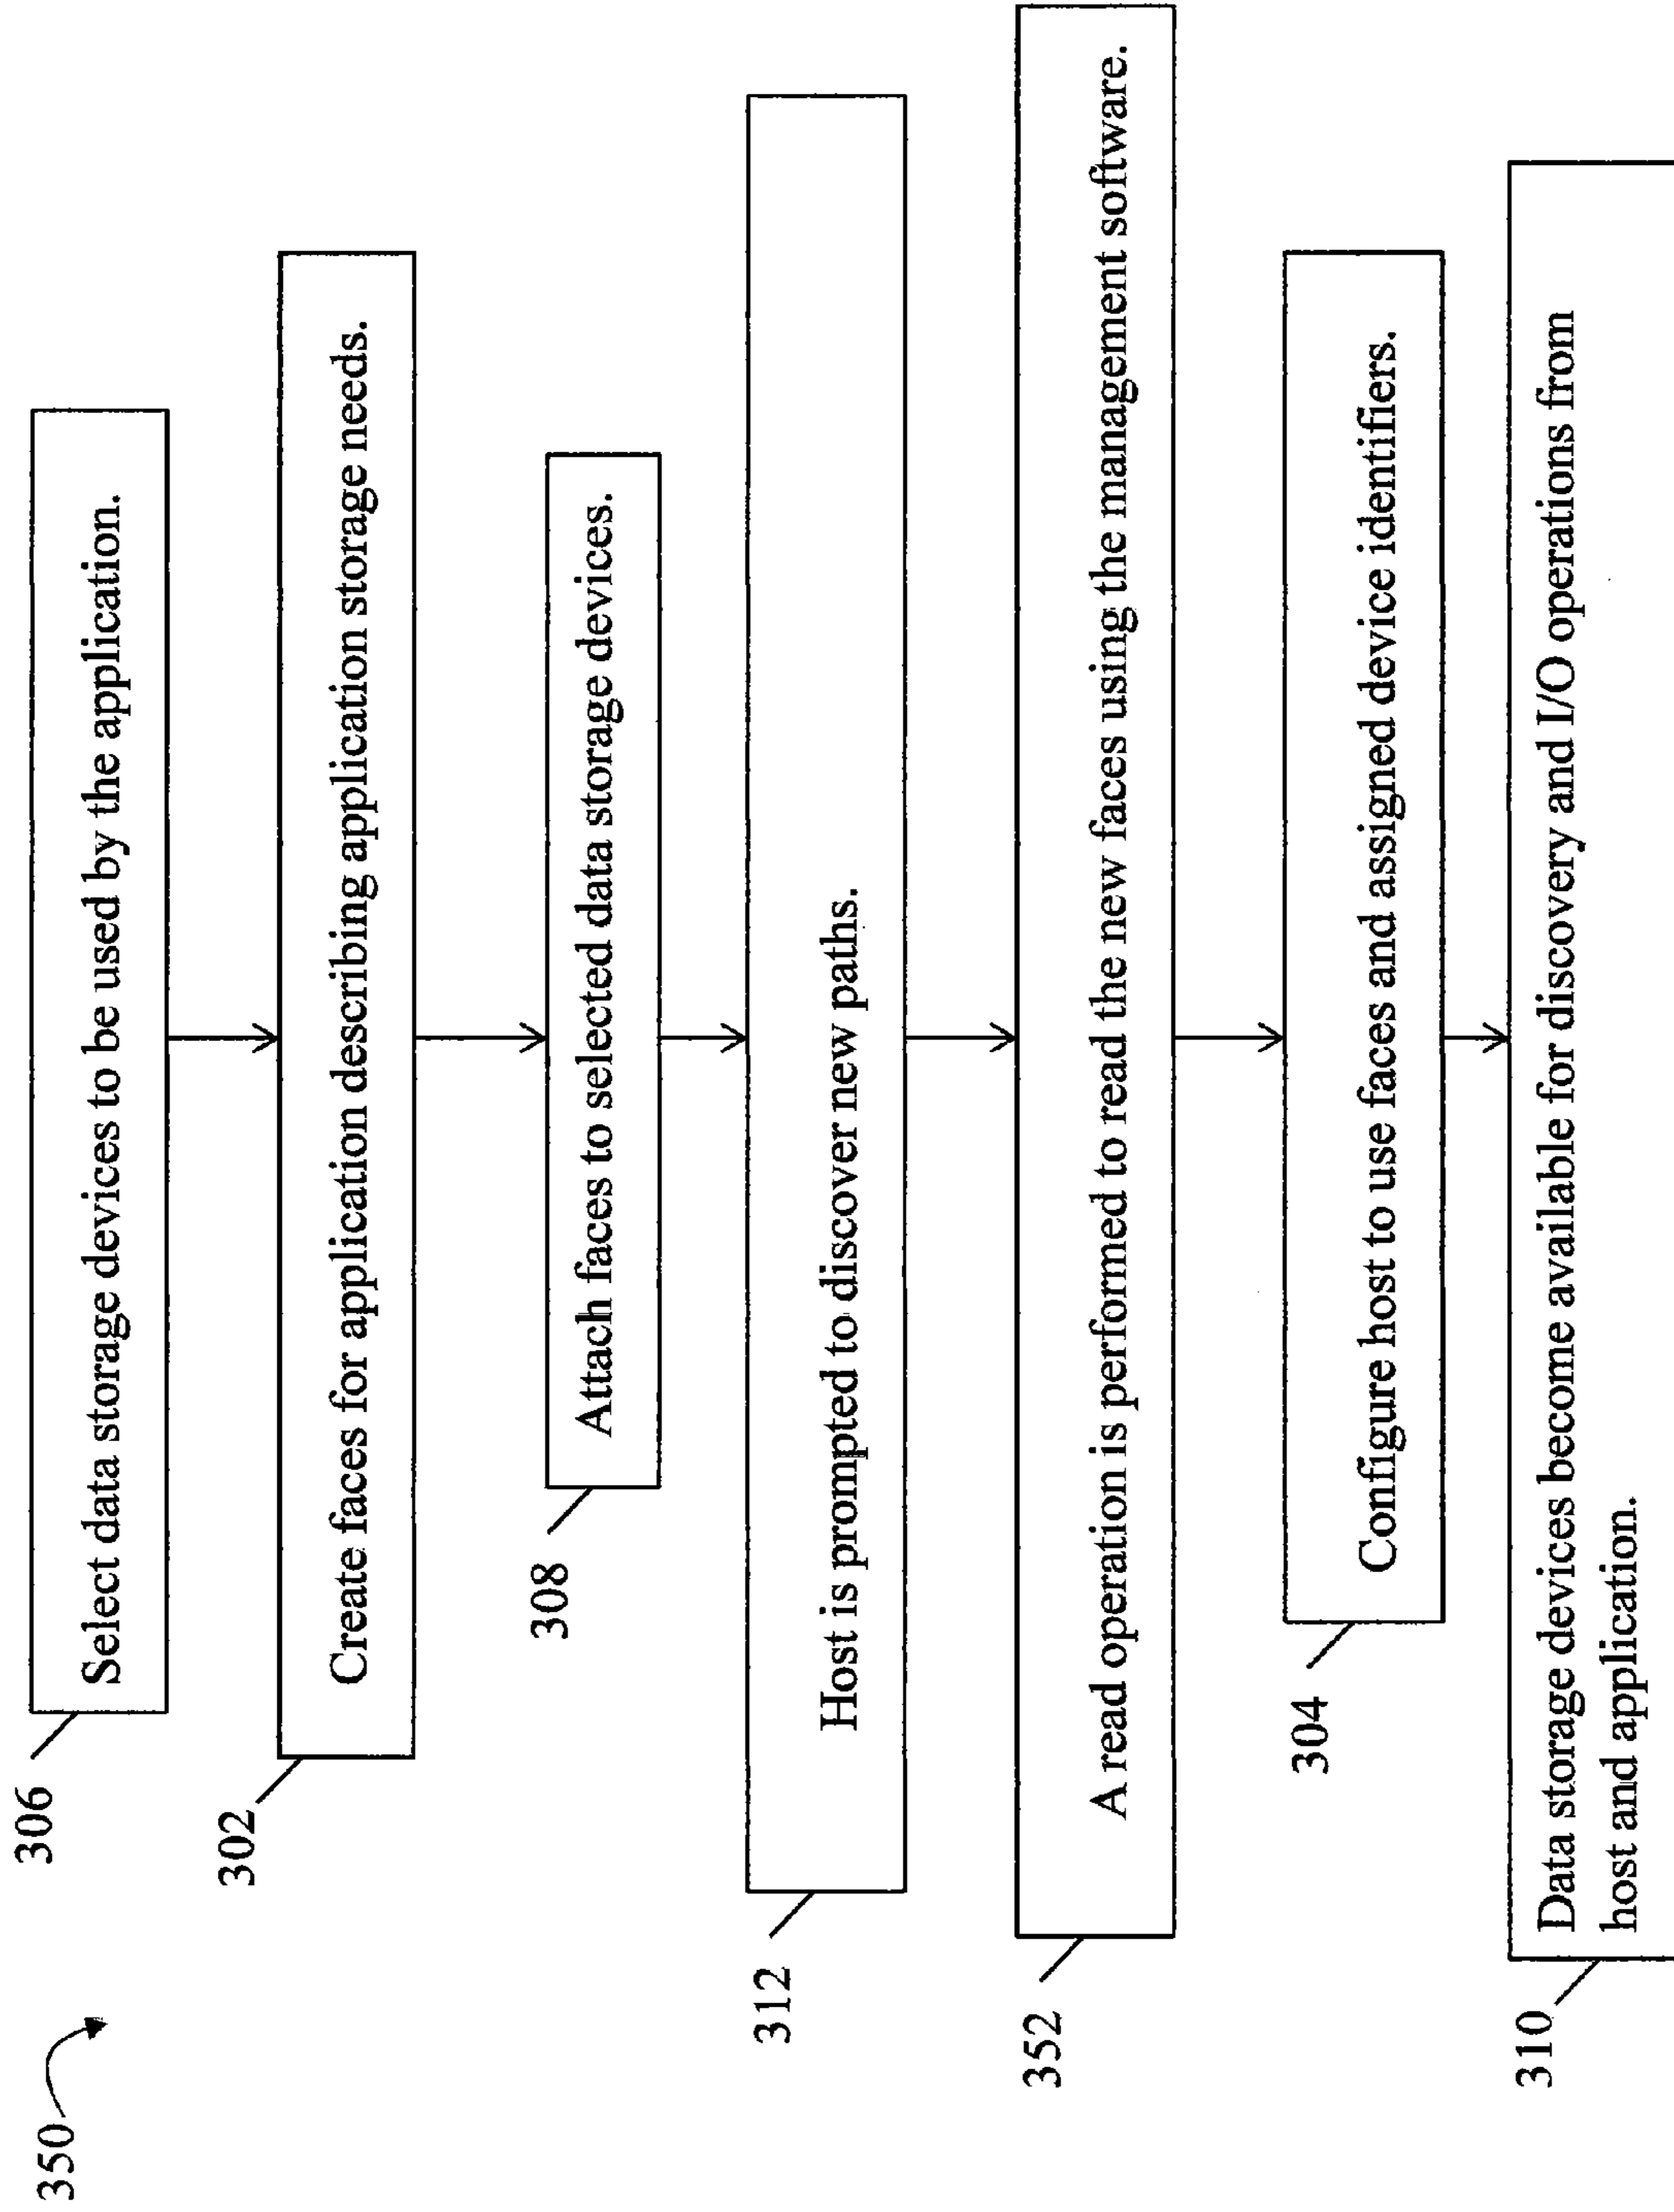 350
306
Select data storage devices to be used by the application.
302
Create faces for application describing application storage needs.
308
Attach faces to selected data storage devices.
312
Host is prompted to discover new paths.
352
A read operation is performed to read the new faces using the management software.
304
Configure host to use faces and assigned device identifiers.
310
Data storage devices become available for discovery and I/O operations from
host and application.